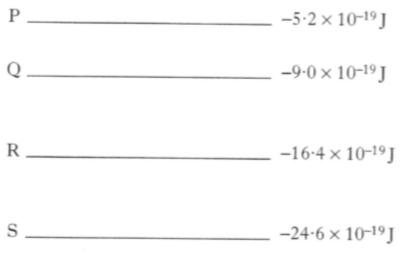 P –5·2 × 10⁻¹⁹ J
Q –9·0 × 10⁻¹⁹ J
R –16·4 × 10⁻¹⁹ J
S –24·6 × 10⁻¹⁹ J